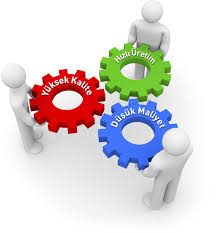 Hızlı Üretim
Yüksek Kalite
Düşük Maliyet